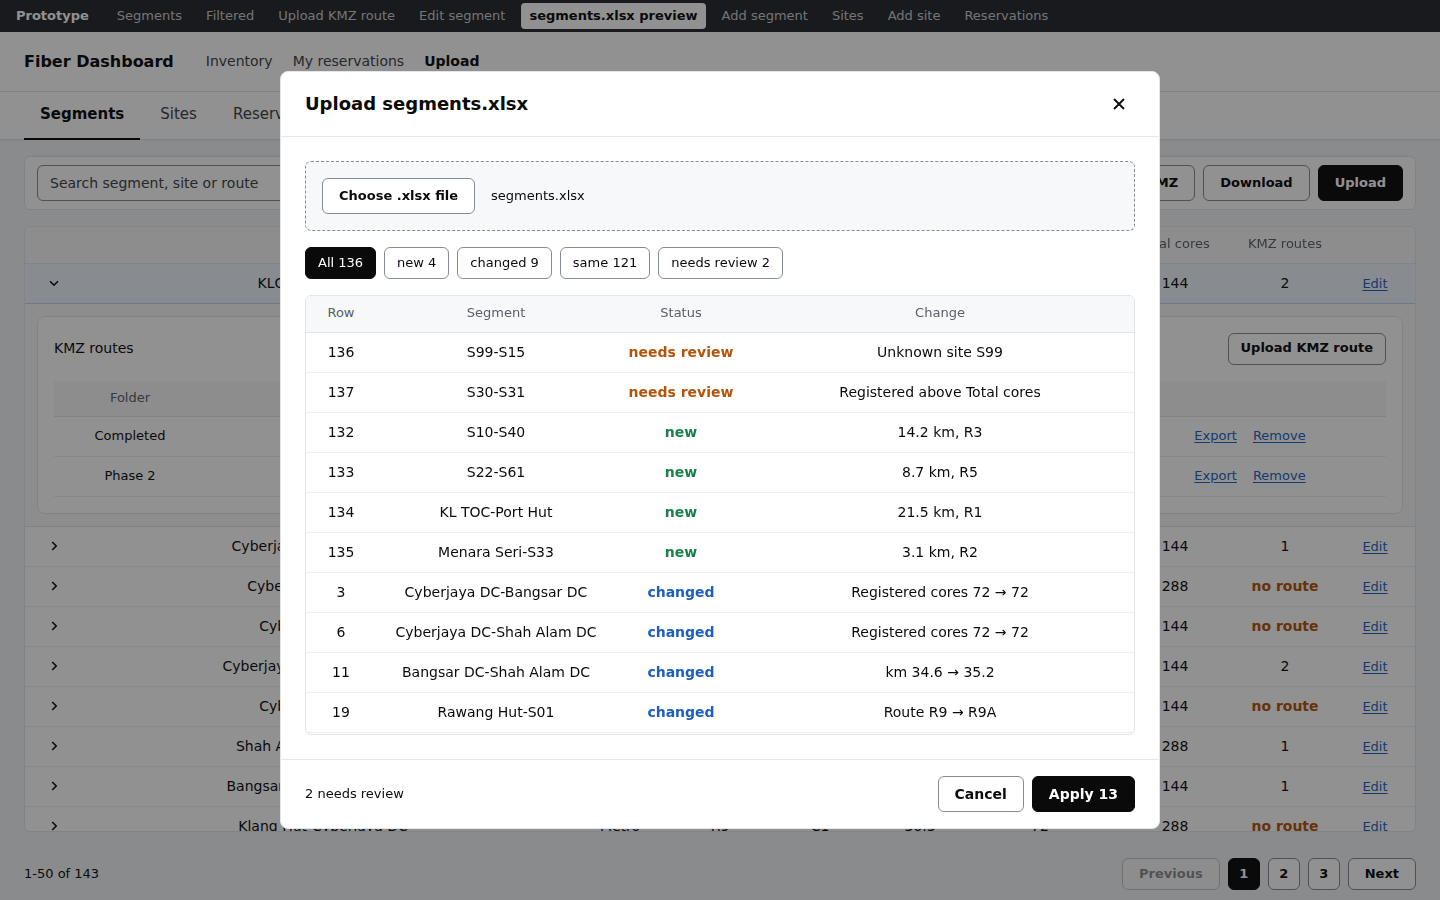 Prototype Segments Filtered Upload KMZ route Edit segment segments.xlsx preview Add segment Sites Add site Reservations
Fiber Dashboard Inventory My reservations Upload
Segments Sites
Search segment, site or route Download Upload
KMZ routes
144 2 Edit
KMZ routes Upload KMZ route
Folder
Completed Export Remove
Phase 2 Export Remove
144 1 Edit
288 no route Edit
144 no route Edit
144 2 Edit
144 no route Edit
288 1 Edit
144 1 Edit
288 no route Edit
1-50 of 143 Previous 1 2 3 Next
Upload segments.xlsx
Choose .xlsx file segments.xlsx
All 136 new 4 changed 9 same 121 needs review 2
Row Segment Status Change
136 S99-S15 needs review Unknown site S99
137 S30-S31 needs review Registered above Total cores
132 S10-S40 new 14.2 km, R3
133 S22-S61 new 8.7 km, R5
134 KL TOC-Port Hut new 21.5 km, R1
135 Menara Seri-S33 new 3.1 km, R2
3 Cyberjaya DC-Bangsar DC changed Registered cores 72 → 72
6 Cyberjaya DC-Shah Alam DC changed Registered cores 72 → 72
11 Bangsar DC-Shah Alam DC changed km 34.6 → 35.2
19 Rawang Hut-S01 changed Route R9 → R9A
2 needs review Cancel Apply 13